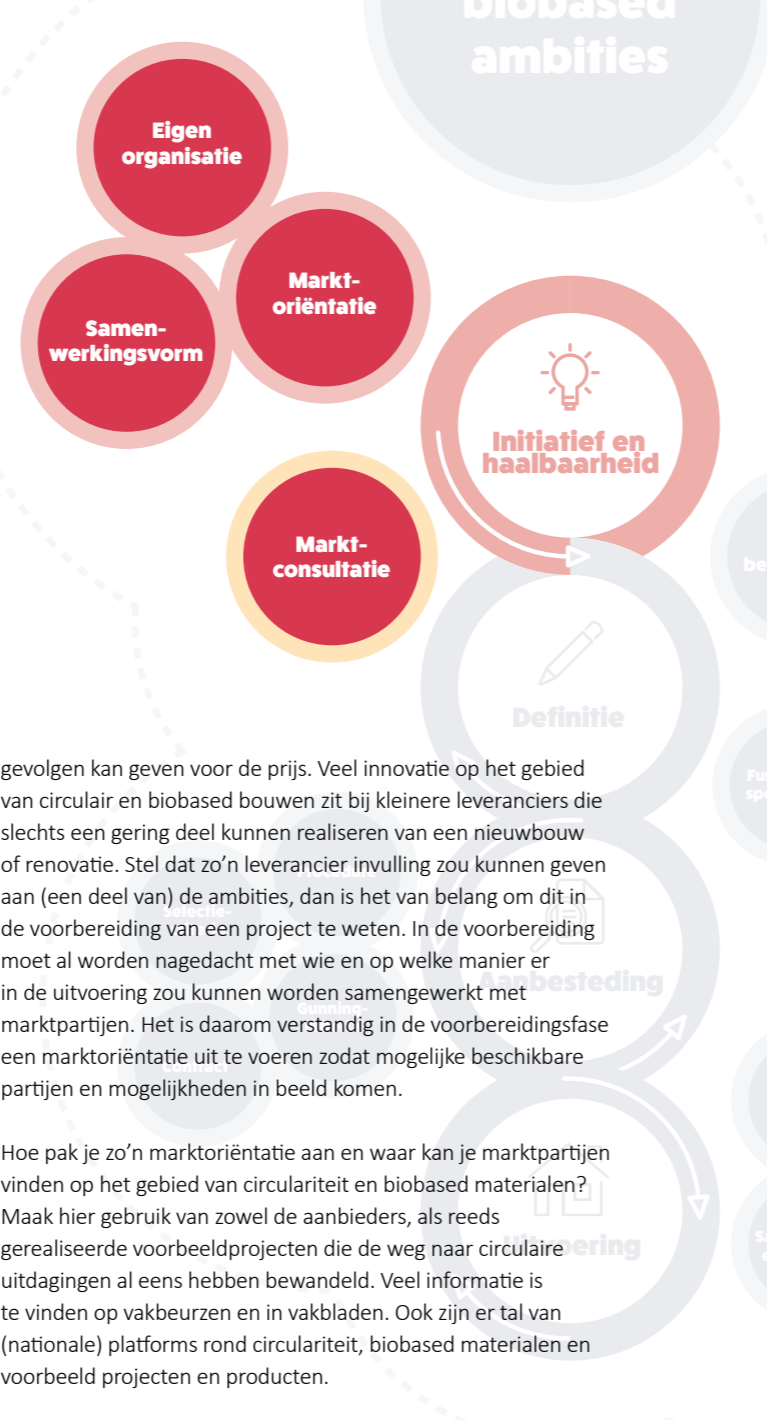 biobased
ambities
Eigen
organisatie
Markt-
oriëntatie
Samen-
werkingsvorm
Initiatief en
haalbaarheid
Markt-
consultatie
be
Definitie
Fu
spe
gevolgen kan geven voor de prijs. Veel innovatie op het gebied
van circulair en biobased bouwen zit bij kleinere leveranciers die
slechts een gering deel kunnen realiseren van een nieuwbouw
of renovatie. Stel dat zo’n leverancier invulling zou kunnen geven
aan (een deel van) de ambities, dan is het van belang om dit in
de voorbereiding van een project te weten. In de voorbereiding
moet al worden nagedacht met wie en op welke manier er
in de uitvoering zou kunnen worden samengewerkt met
marktpartijen. Het is daarom verstandig in de voorbereidingsfase
een marktoriëntatie uit te voeren zodat mogelijke beschikbare
partijen en mogelijkheden in beeld komen.
Procedure
Selectie-
Aanbesteding
Gunning-
Contract
Hoe pak je zo’n marktoriëntatie aan en waar kan je marktpartijen
vinden op het gebied van circulariteit en biobased materialen?
Maak hier gebruik van zowel de aanbieders, als reeds
gerealiseerde voorbeeldprojecten die de weg naar circulaire
uitdagingen al eens hebben bewandeld. Veel informatie is
te vinden op vakbeurzen en in vakbladen. Ook zijn er tal van
(nationale) platforms rond circulariteit, biobased materialen en
voorbeeld projecten en producten.
Uitvoering